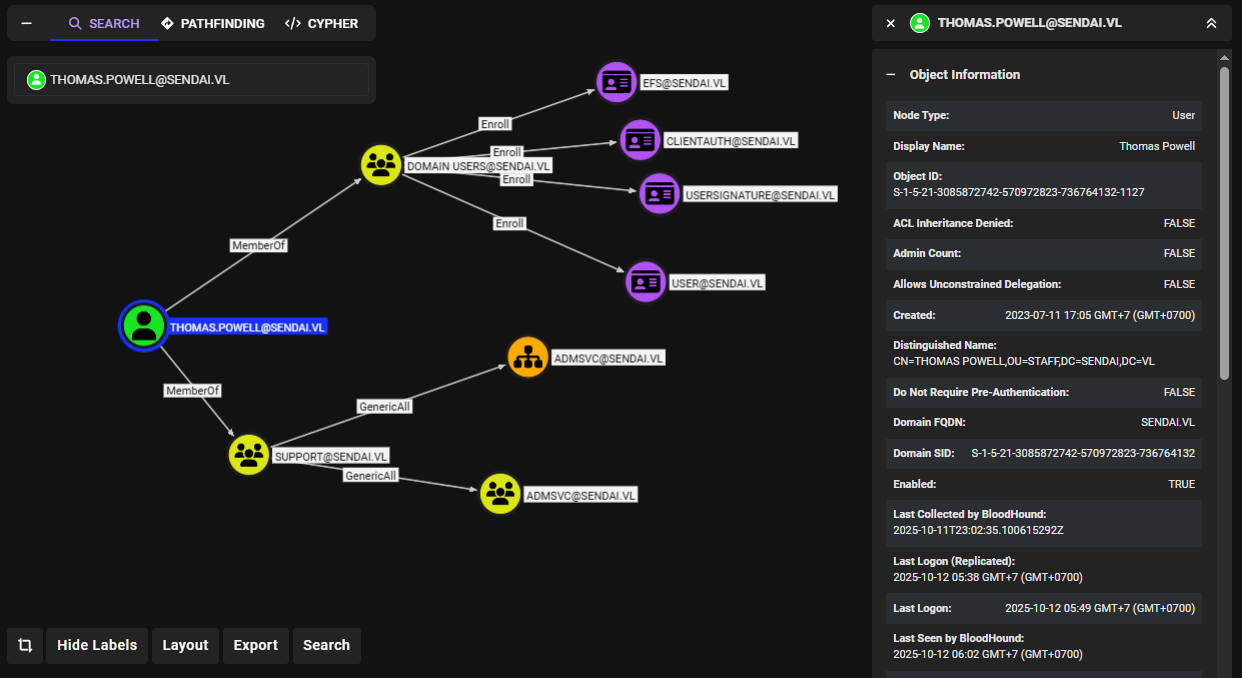 SEARCH
PATHFINDING
CYPHER
THOMAS.POWELL@SENDAI.VL
EFS@SENDAI.VL
Enroll
CLIENTAUTH@SENDAI.VL
Enroll
DOMAIN USERS@SENDAI.VL
Enroll
USERSIGNATURE@SENDAI.VL
Enroll
MemberOf
USER@SENDAI.VL
THOMAS.POWELL@SENDAI.VL
ADMSVC@SENDAI.VL
MemberOf
GenericAll
SUPPORT@SENDAI.VL
GenericAll
ADMSVC@SENDAI.VL
Hide Labels
Layout
Export
Search
THOMAS.POWELL@SENDAI.VL
Object Information
Node Type: User
Display Name: Thomas Powell
Object ID:
S-1-5-21-3085872742-570972823-736764132-1127
ACL Inheritance Denied: FALSE
Admin Count: FALSE
Allows Unconstrained Delegation: FALSE
Created: 2023-07-11 17:05 GMT+7 (GMT+0700)
Distinguished Name:
CN=THOMAS POWELL,OU=STAFF,DC=SENDAI,DC=VL
Do Not Require Pre-Authentication: FALSE
Domain FQDN: SENDAI.VL
Domain SID: S-1-5-21-3085872742-570972823-736764132
Enabled: TRUE
Last Collected by BloodHound:
2025-10-11T23:02:35.100615292Z
Last Logon (Replicated):
2025-10-12 05:38 GMT+7 (GMT+0700)
Last Logon: 2025-10-12 05:49 GMT+7 (GMT+0700)
Last Seen by BloodHound:
2025-10-12 06:02 GMT+7 (GMT+0700)